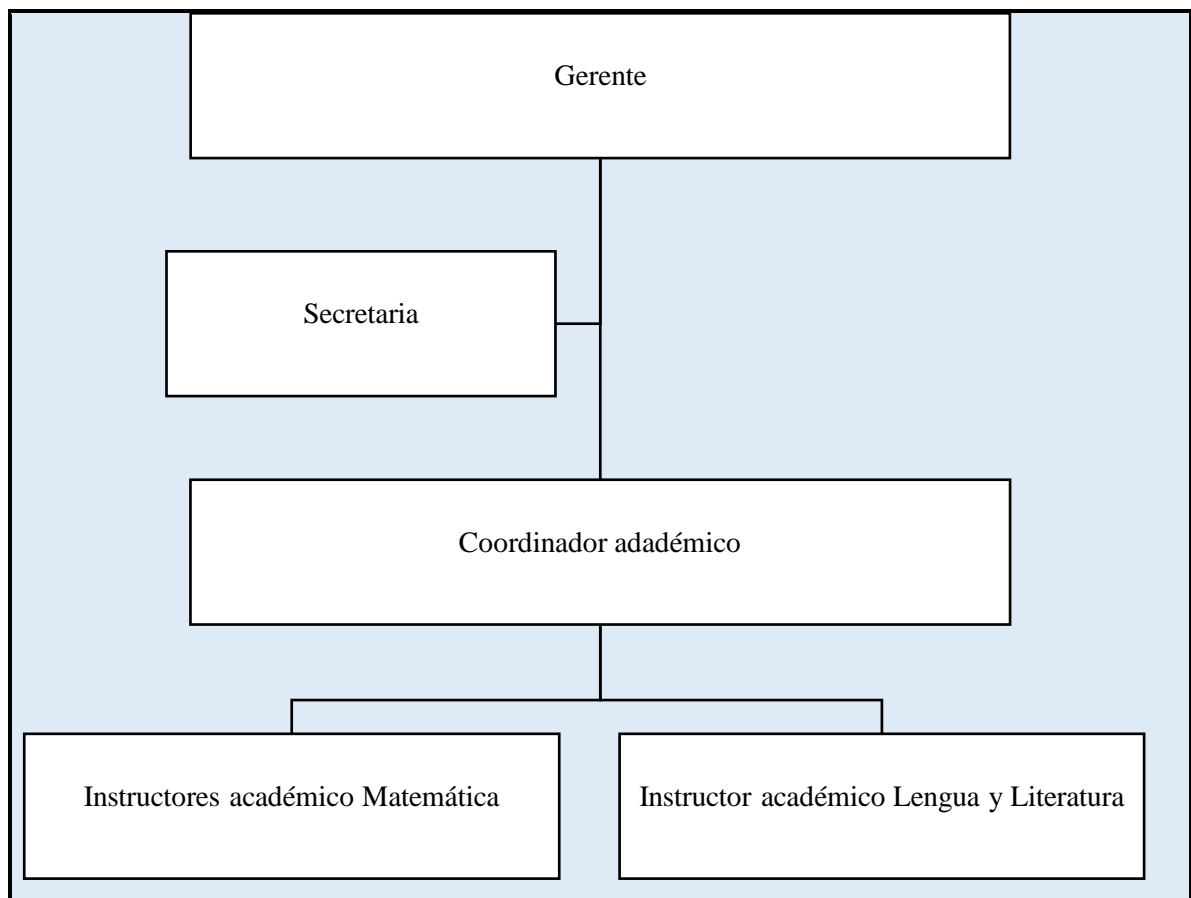 Gerente
Secretaria
Coordinador adadémico
Instructores académico Matemática
Instructor académico Lengua y Literatura